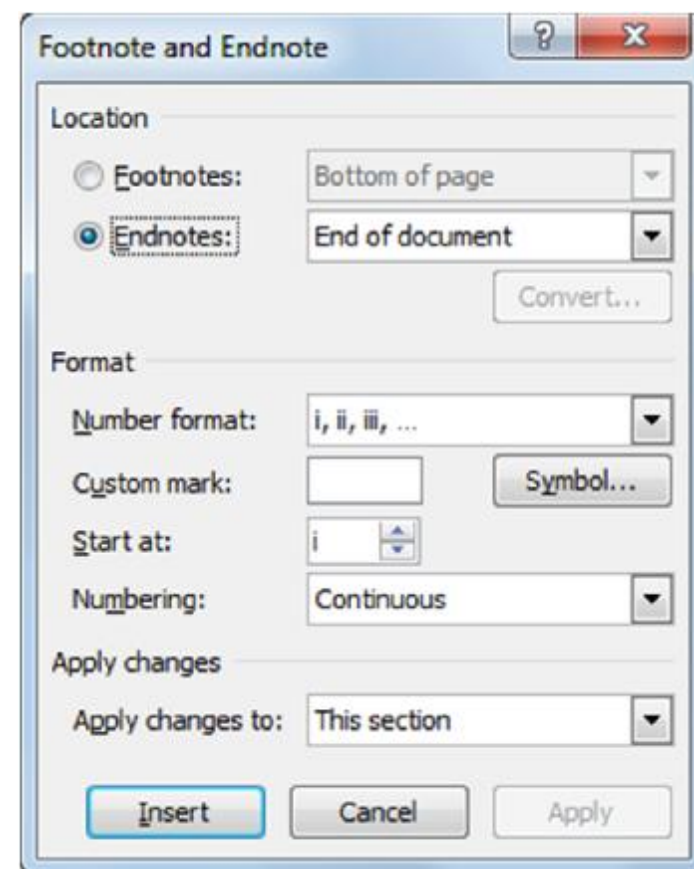 Footnote and Endnote ? X
Location
Footnotes: Bottom of page
Endnotes: End of document
Convert...
Format
Number format: i, ii, iii, ...
Custom mark: Symbol...
Start at: i
Numbering: Continuous
Apply changes
Apply changes to: This section
Insert Cancel Apply